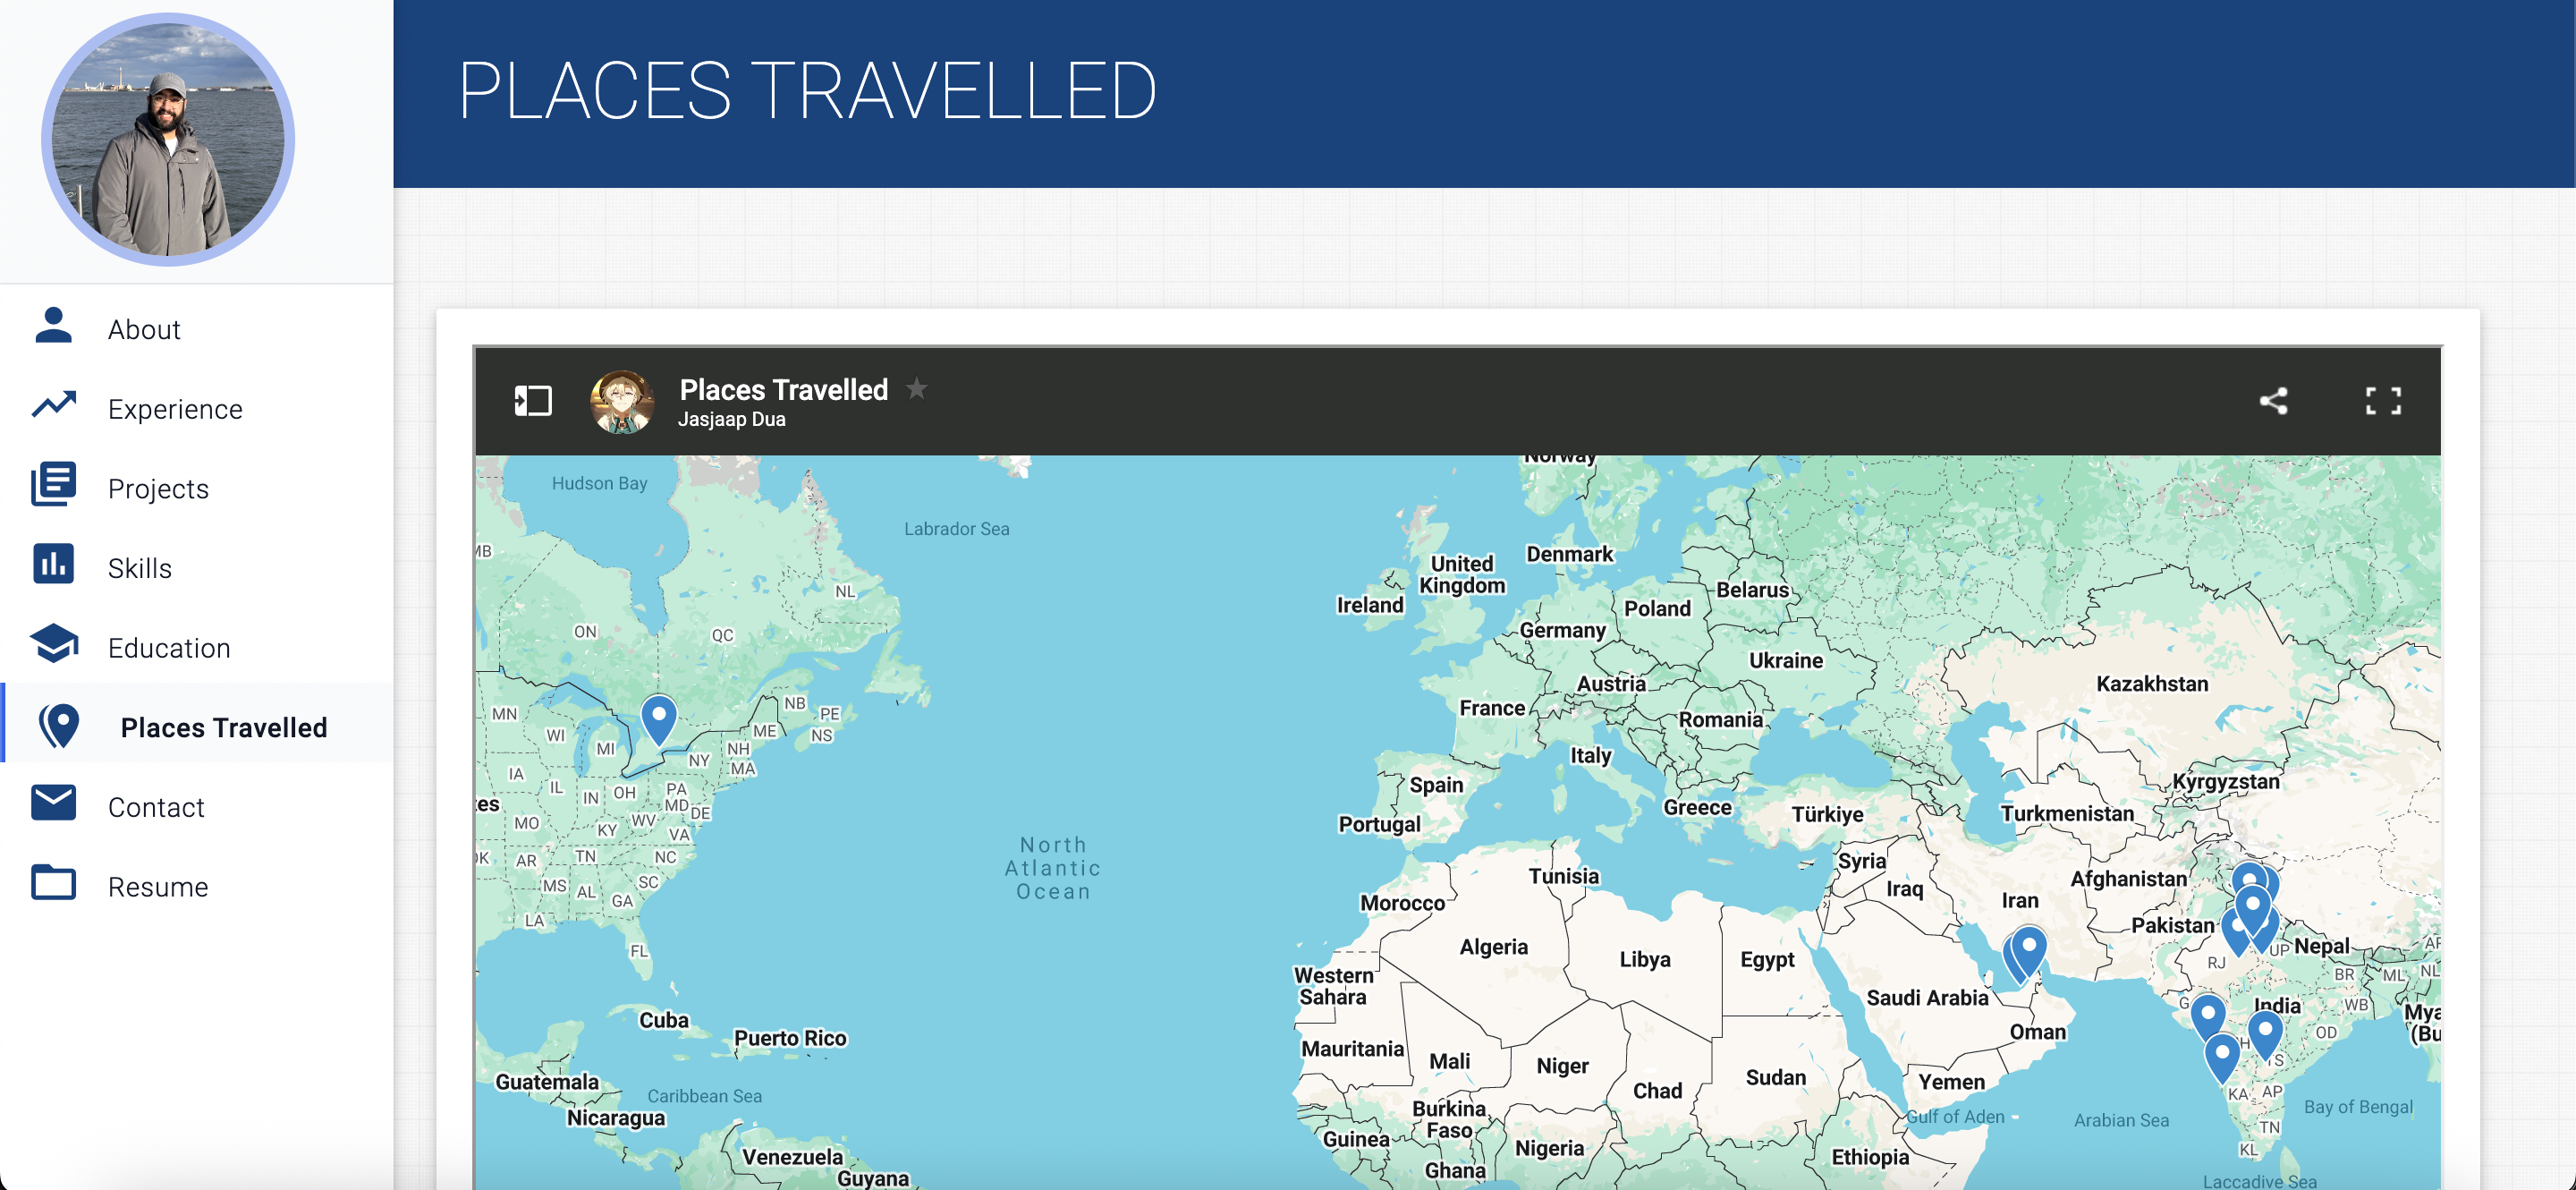 PLACES TRAVELLED
About
Experience
Projects
Skills
Education
Places Travelled
Contact
Resume
Places Travelled
Jasjaap Dua
Norway
Hudson Bay
Labrador Sea
MB
Denmark
United
Kingdom
Belarus
NL
Ireland
Poland
ON
QC
Germany
Ukraine
Austria
Kazakhstan
NB
France
MN
PE
Romania
WI
ME
NS
MI
NH
Italy
NY
MA
IA
Spain
Kyrgyzstan
IL
IN
OH
PA
MD
DE
Greece
Türkiye
Turkmenistan
MO
WV
Portugal
KY
VA
AR
TN
NC
Syria
Tunisia
Afghanistan
MS
AL
SC
Iraq
Iran
GA
Morocco
LA
Pakistan
FL
Algeria
Libya
Egypt
UP
Nepal
RJ
North
Atlantic
Ocean
Western
Sahara
BR
ML
NL
Saudi Arabia
India
WB
Cuba
Puerto Rico
Oman
OD
Mauritania
Mali
Niger
TS
Chad
Sudan
Guatemala
Yemen
Caribbean Sea
KA
AP
Nicaragua
Burkina
Faso
Gulf of Aden
Arabian Sea
Bay of Bengal
Guinea
Nigeria
TN
KL
Venezuela
Ethiopia
Ghana
Guyana
Laccadive Sea